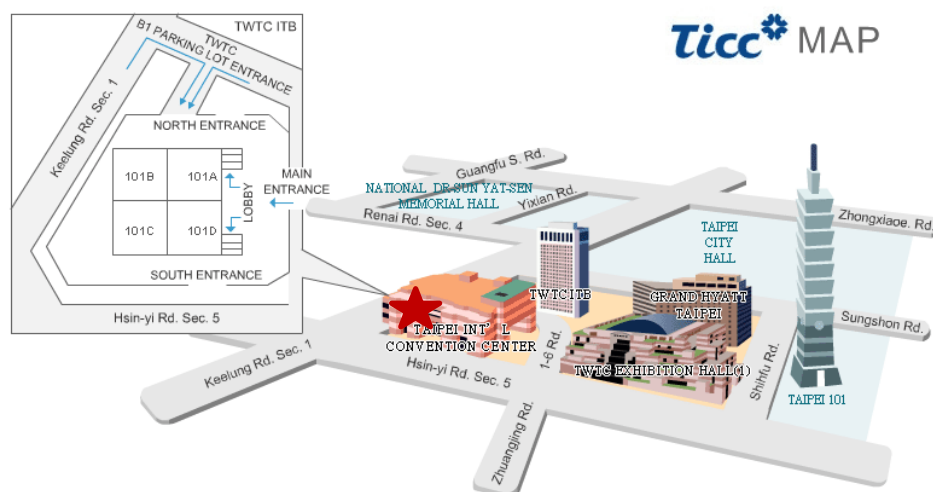 Ticc MAP
TWTC ITB
TWTC
B1 PARKING LOT ENTRANCE
Keelung Rd. Sec. 1
NORTH ENTRANCE
101B
101A
MAIN
ENTRANCE
LOBBY
101C
101D
SOUTH ENTRANCE
Hsin-yi Rd. Sec. 5
Guangfu S. Rd.
NATIONAL DR.SUN YAT-SEN
MEMORIAL HALL
Yixian Rd.
Renai Rd. Sec. 4
Zhongxiaoe. Rd.
TAIPEI
CITY
HALL
TWTC ITB
GRAND HYATT
TAIPEI
Sungshon Rd.
TAIPEI INT'L
CONVENTION CENTER
1-6 Rd.
Keelung Rd. Sec. 1
Hsin-yi Rd. Sec. 5
TWTC EXHIBITION HALL(1)
Shihfu Rd.
TAIPEI 101
Zhuangjing Rd.